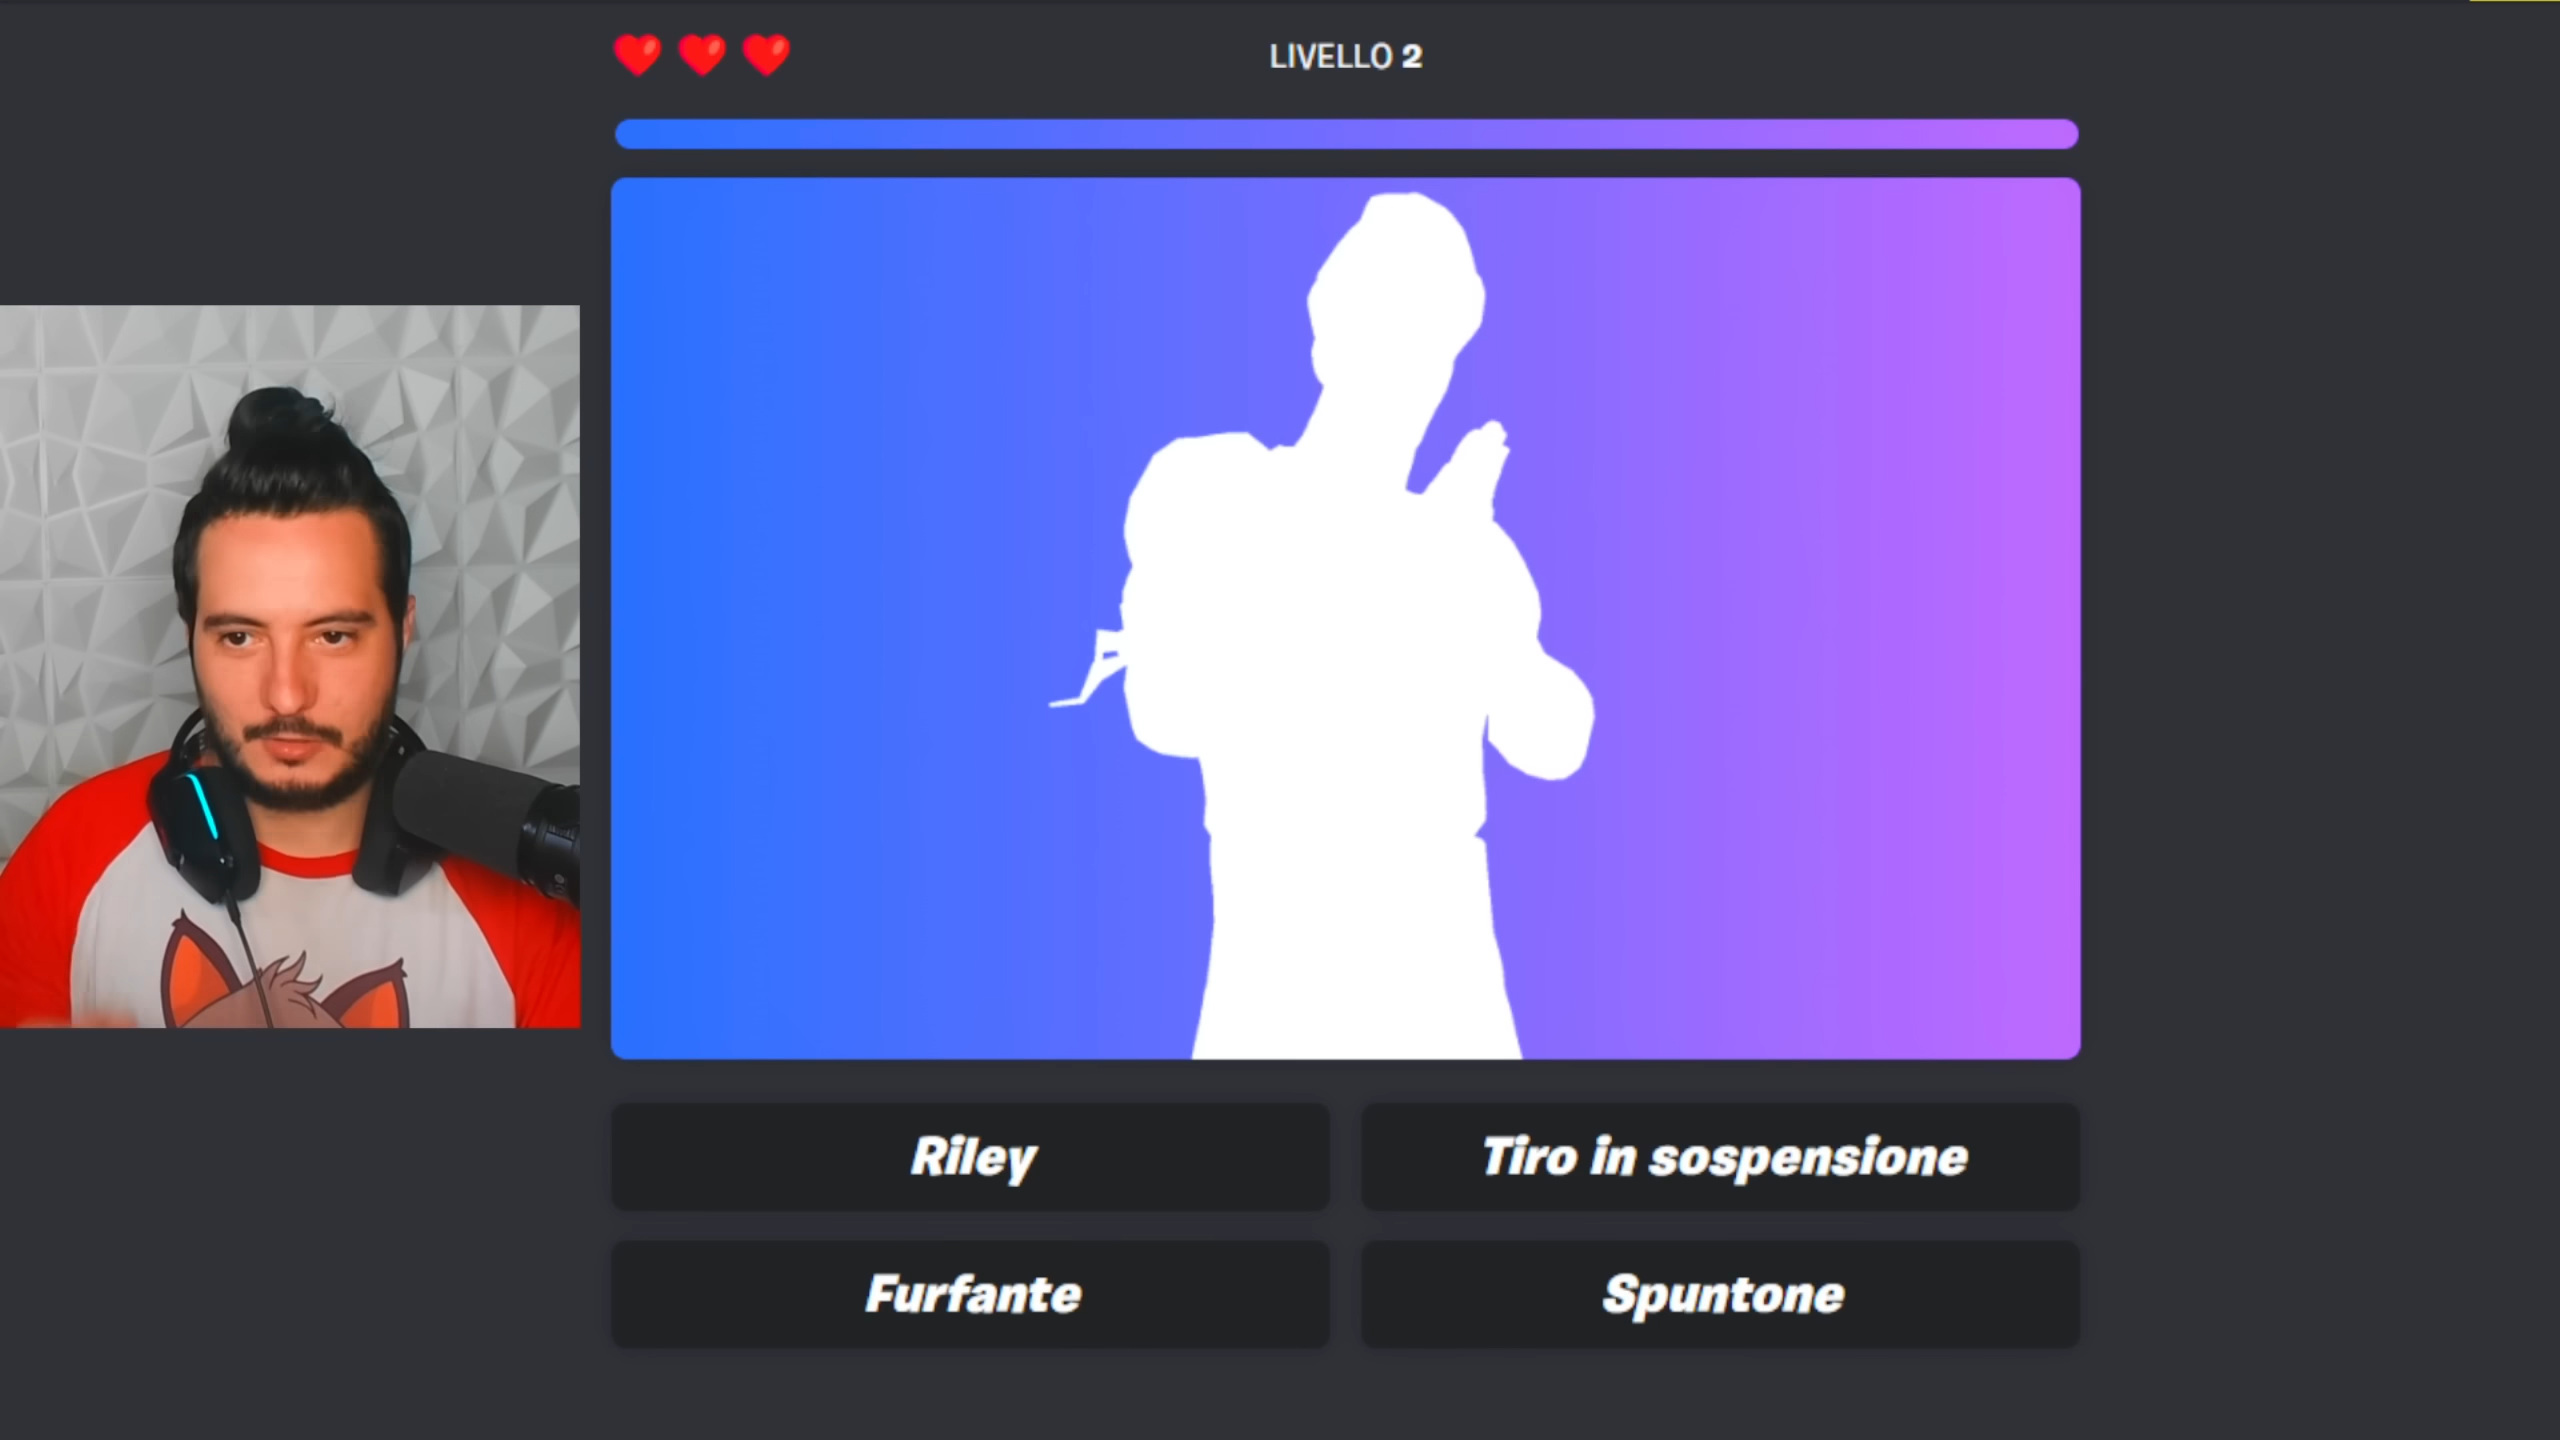 LIVELLO 2
Riley
Tiro in sospensione
Furfante
Spuntone